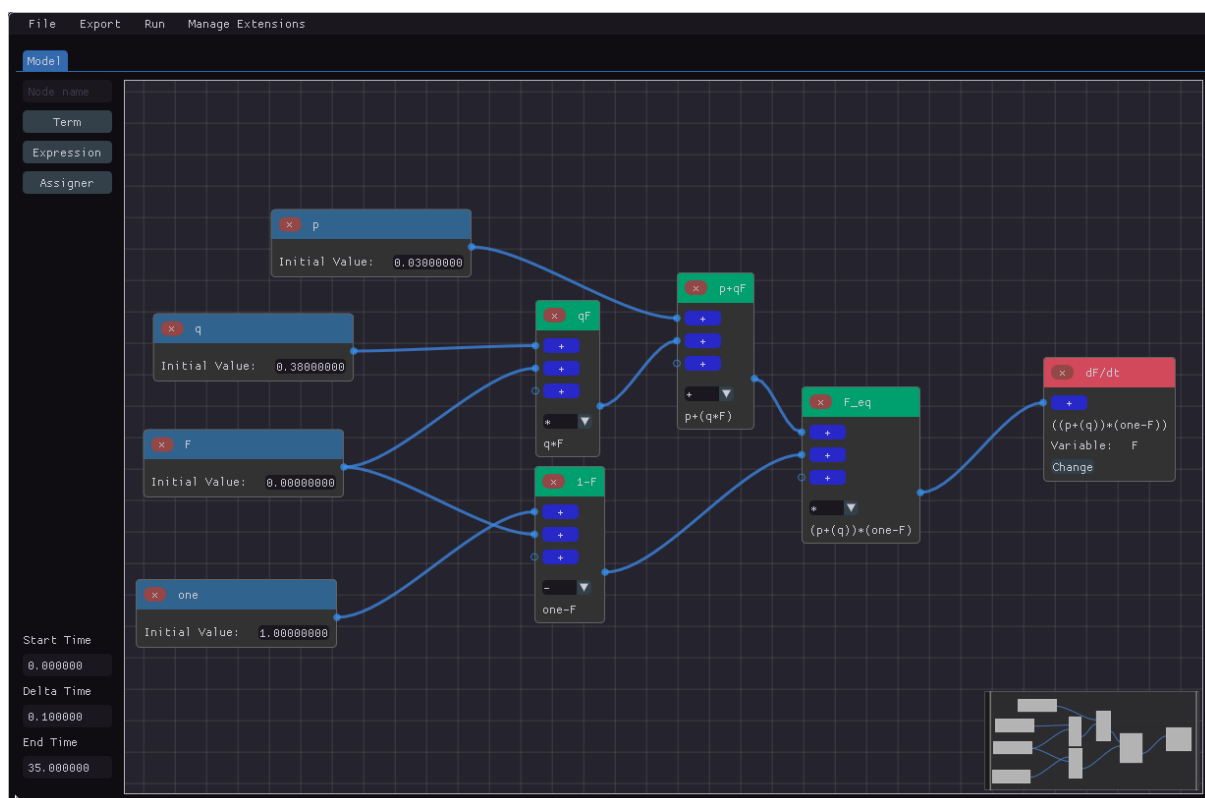 File Export Run Manage Extensions
Model
Node name
Term
Expression
Assigner
× p
Initial Value: 0.03000000
× q
Initial Value: 0.38000000
× F
Initial Value: 0.00000000
× one
Initial Value: 1.00000000
× qF
+
+
+
* ▼
q*F
× 1-F
+
+
+
- ▼
one-F
× p+qF
+
+
+
+ ▼
p+(q*F)
× F_eq
+
+
+
* ▼
(p+(q))*(one-F)
× dF/dt
+
((p+(q))*(one-F))
Variable: F
Change
Start Time
0.000000
Delta Time
0.100000
End Time
35.000000